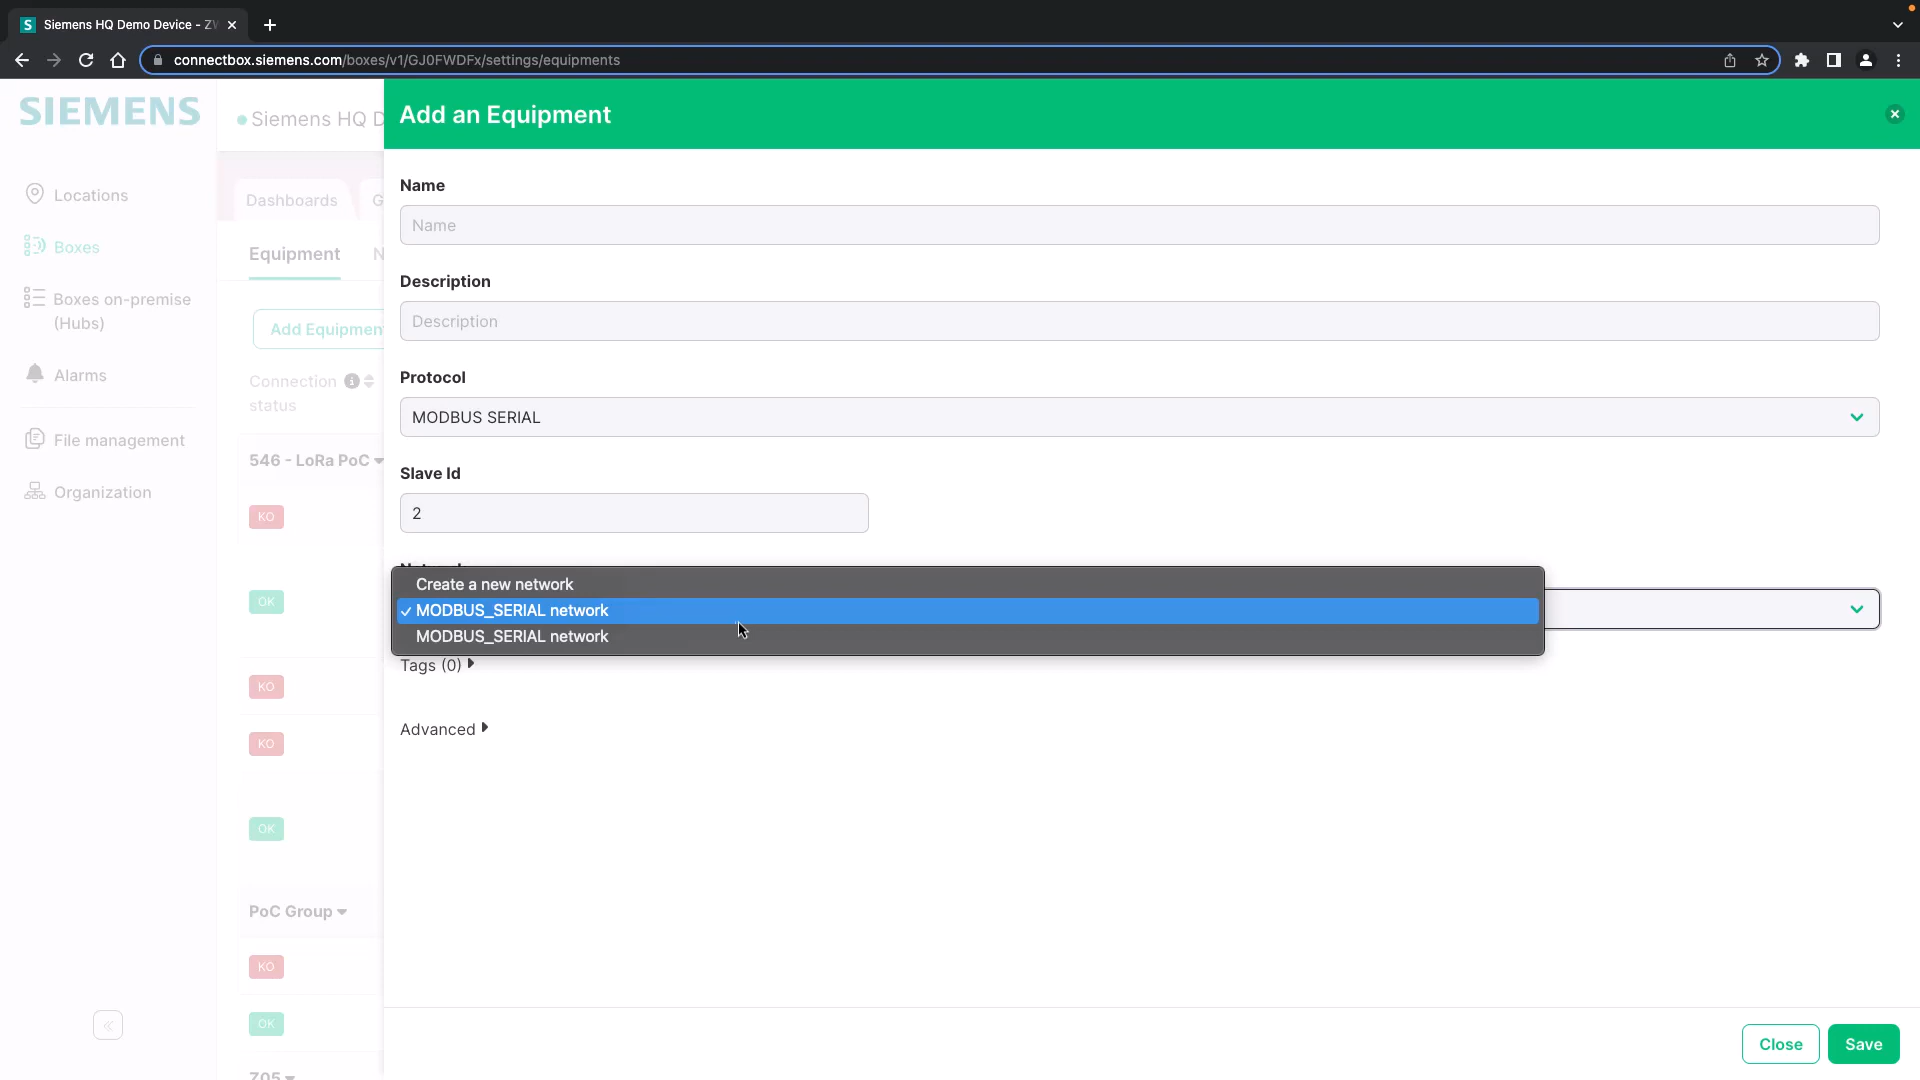 Siemens HQ Demo Device - ZW
connectbox.siemens.com/boxes/v1/GJ0FWDFx/settings/equipments
SIEMENS
Siemens HQ D
Add an Equipment
Locations
Boxes
Boxes on-premise
(Hubs)
Alarms
File management
Organization
Dashboards
G
Equipment
N
Add Equipment
Connection
status
546 - LoRa PoC
KO
OK
KO
KO
OK
PoC Group
KO
OK
Z05
Name
Name
Description
Description
Protocol
MODBUS SERIAL
Slave Id
2
Create a new network
✓ MODBUS_SERIAL network
MODBUS_SERIAL network
Tags (0)
Advanced
Close
Save